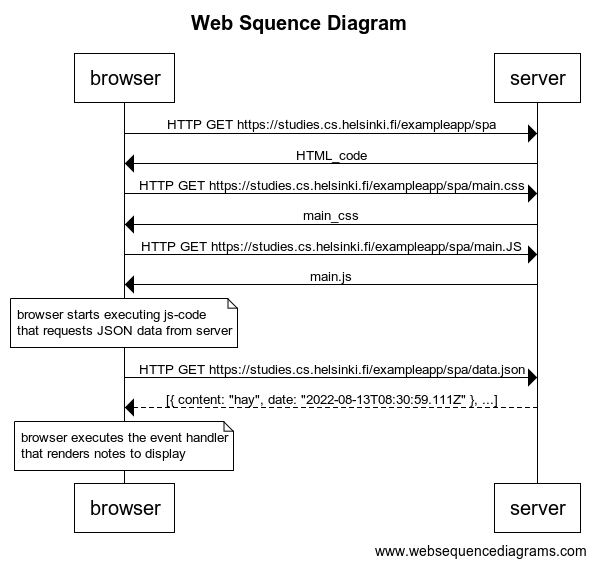 Web Squence Diagram
browser
server
HTTP GET https://studies.cs.helsinki.fi/exampleapp/spa
HTML_code
HTTP GET https://studies.cs.helsinki.fi/exampleapp/spa/main.css
main_css
HTTP GET https://studies.cs.helsinki.fi/exampleapp/spa/main.JS
main.js
browser starts executing js-code
that requests JSON data from server
HTTP GET https://studies.cs.helsinki.fi/exampleapp/spa/data.json
[{ content: "hay", date: "2022-08-13T08:30:59.111Z" }, ...]
browser executes the event handler
that renders notes to display
browser
server
www.websequencediagrams.com